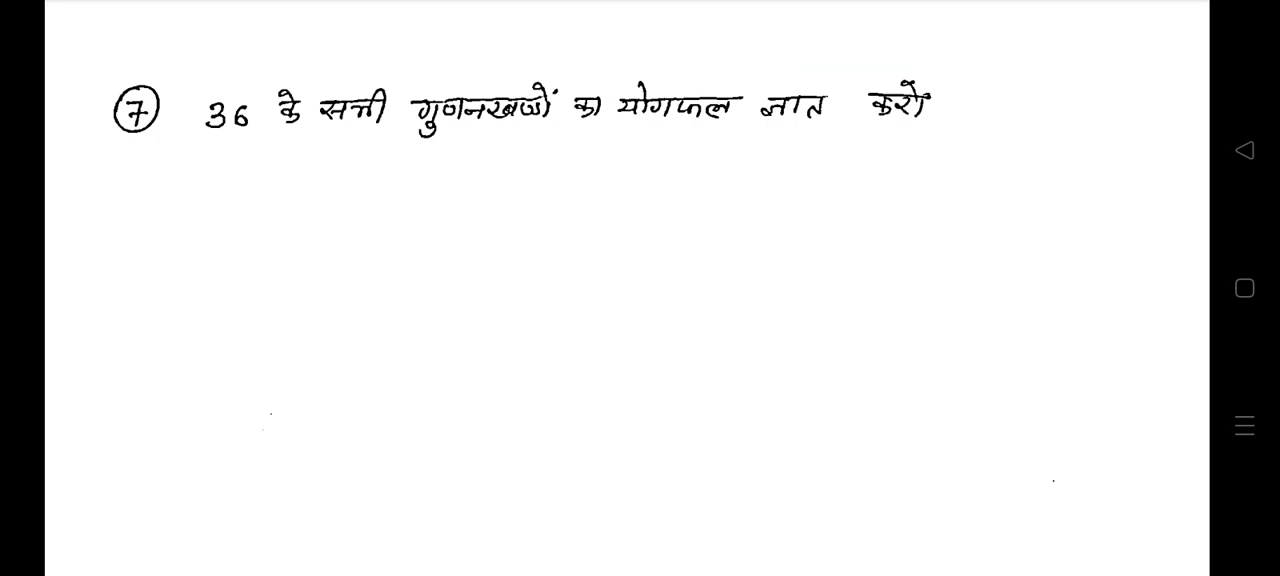 ⑦ 36 के सभी गुणनखण्डों का योगफल ज्ञात करों